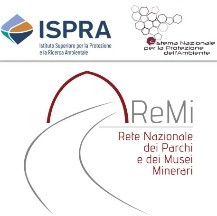 ISPRA
Istituto Superiore per la Protezione
e la Ricerca Ambientale
Sistema Nazionale
per la Protezione
dell'Ambiente
ReMi
Rete Nazionale
dei Parchi
e dei Musei
Minerari